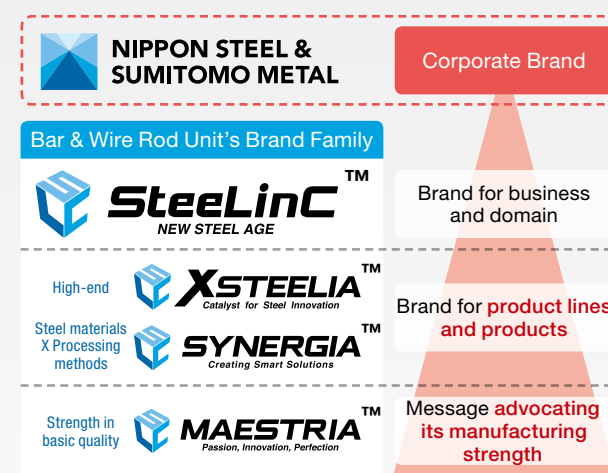 NIPPON STEEL &
SUMITOMO METAL
Corporate Brand
Bar & Wire Rod Unit's Brand Family
SteeLinC™
NEW STEEL AGE
Brand for business
and domain
High-end
XSTEELIA™
Catalyst for Steel Innovation
Brand for product lines
and products
Steel materials
X Processing
methods
SYNERGIA™
Creating Smart Solutions
Strength in
basic quality
MAESTRIA™
Passion, Innovation, Perfection
Message advocating
its manufacturing
strength